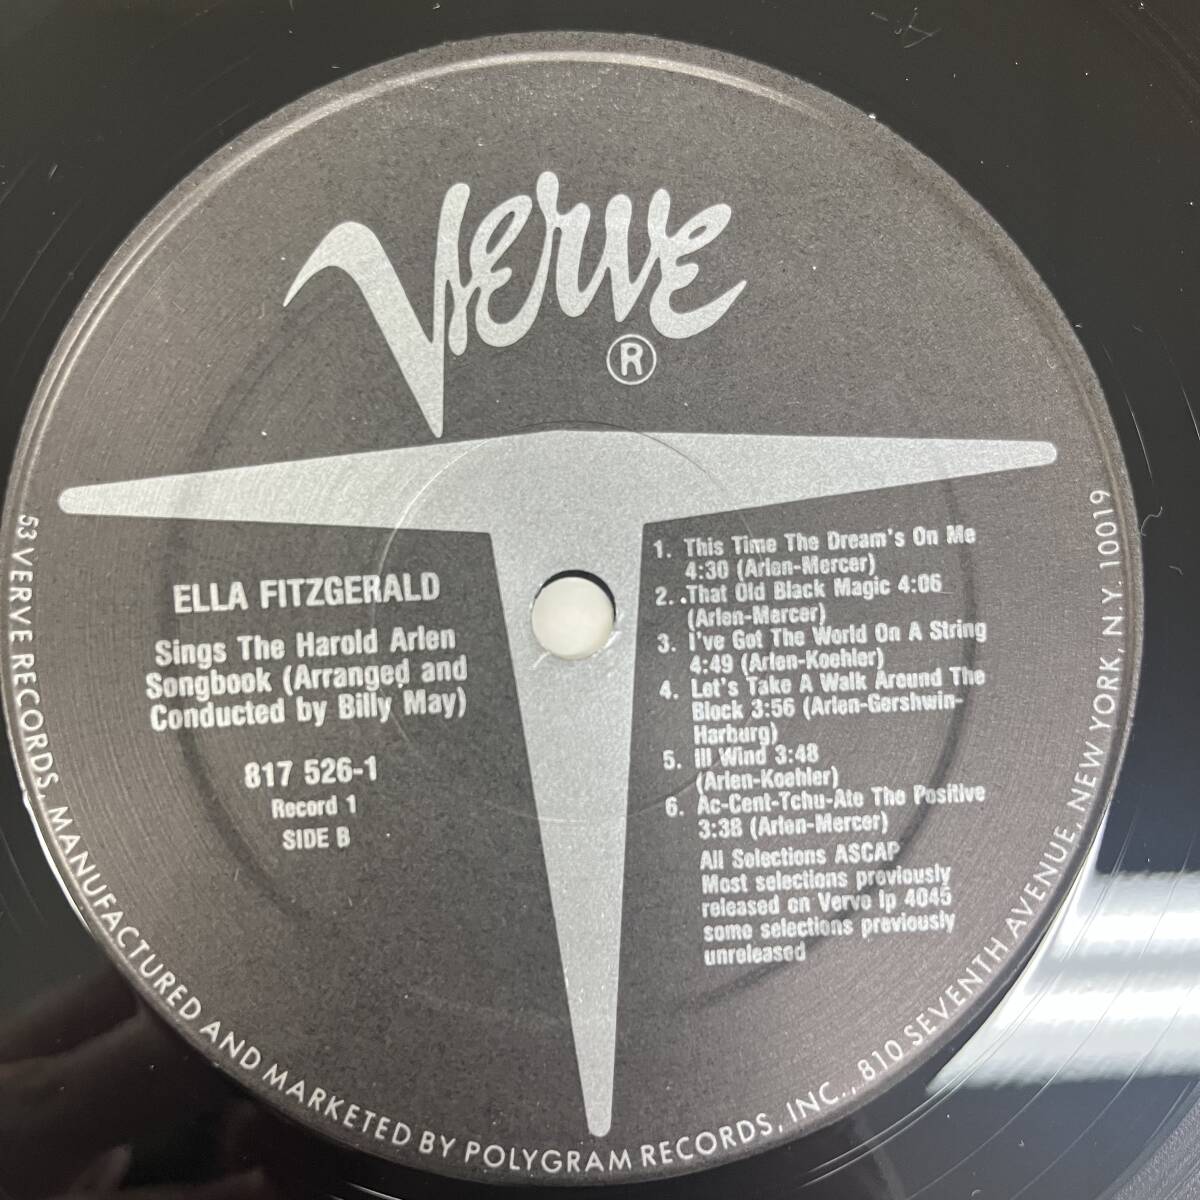 Verve
®
ELLA FITZGERALD
Sings The Harold Arlen
Songbook (Arranged and
Conducted by Billy May)
817 526-1
Record 1
SIDE B
1. This Time The Dream's On Me
4:30 (Arlen-Mercer)
2. .That Old Black Magic 4:06
(Arlen-Mercer)
3. I've Got The World On A String
4:49 (Arlen-Koehler)
4. Let's Take A Walk Around The
Block 3:56 (Arlen-Gershwin-
Harburg)
5. Ill Wind 3:48
(Arlen-Koehler)
6. Ac-Cent-Tchu-Ate The Positive
3:38 (Arlen-Mercer)
All Selections ASCAP
Most selections previously
released on Verve lp 4045
some selections previously
unreleased
53 VERVE RECORDS, MANUFACTURED AND MARKETED BY POLYGRAM RECORDS, INC., 810 SEVENTH AVENUE, NEW YORK, N.Y. 10019